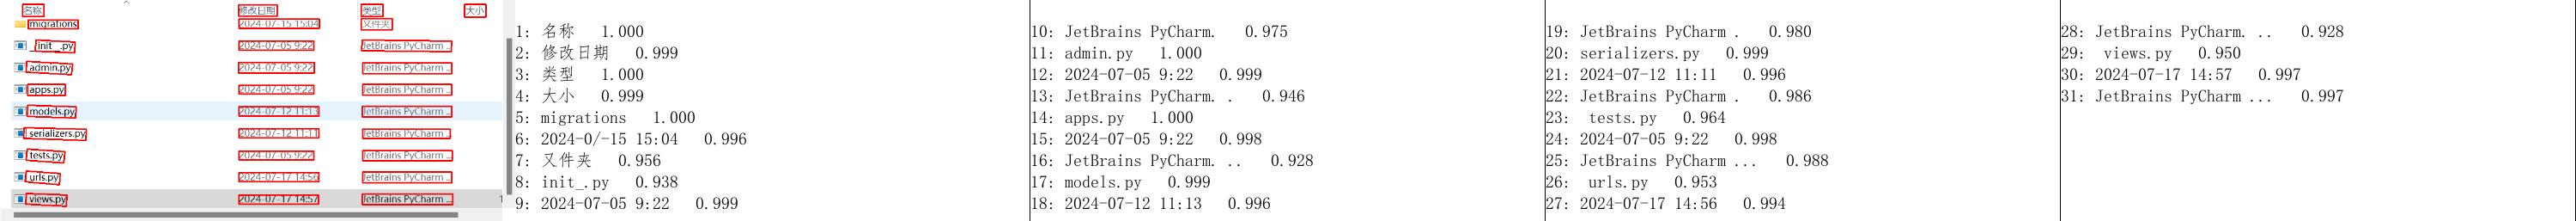 名称 修改日期 类型 大小
migrations 2024-07-15 15:04 文件夹
__init__.py 2024-07-05 9:22 JetBrains PyCharm ...
admin.py 2024-07-05 9:22 JetBrains PyCharm ...
apps.py 2024-07-05 9:22 JetBrains PyCharm ...
models.py 2024-07-12 11:13 JetBrains PyCharm ...
serializers.py 2024-07-12 11:11 JetBrains PyCharm ...
tests.py 2024-07-05 9:22 JetBrains PyCharm ...
urls.py 2024-07-17 14:56 JetBrains PyCharm ...
views.py 2024-07-17 14:57 JetBrains PyCharm ... 1
1: 名称 1.000
2: 修改日期 0.999
3: 类型 1.000
4: 大小 0.999
5: migrations 1.000
6: 2024-0/-15 15:04 0.996
7: 又件夹 0.956
8: init_.py 0.938
9: 2024-07-05 9:22 0.999
10: JetBrains PyCharm. 0.975
11: admin.py 1.000
12: 2024-07-05 9:22 0.999
13: JetBrains PyCharm. . 0.946
14: apps.py 1.000
15: 2024-07-05 9:22 0.998
16: JetBrains PyCharm. .. 0.928
17: models.py 0.999
18: 2024-07-12 11:13 0.996
19: JetBrains PyCharm . 0.980
20: serializers.py 0.999
21: 2024-07-12 11:11 0.996
22: JetBrains PyCharm . 0.986
23: tests.py 0.964
24: 2024-07-05 9:22 0.998
25: JetBrains PyCharm ... 0.988
26: urls.py 0.953
27: 2024-07-17 14:56 0.994
28: JetBrains PyCharm. .. 0.928
29: views.py 0.950
30: 2024-07-17 14:57 0.997
31: JetBrains PyCharm ... 0.997